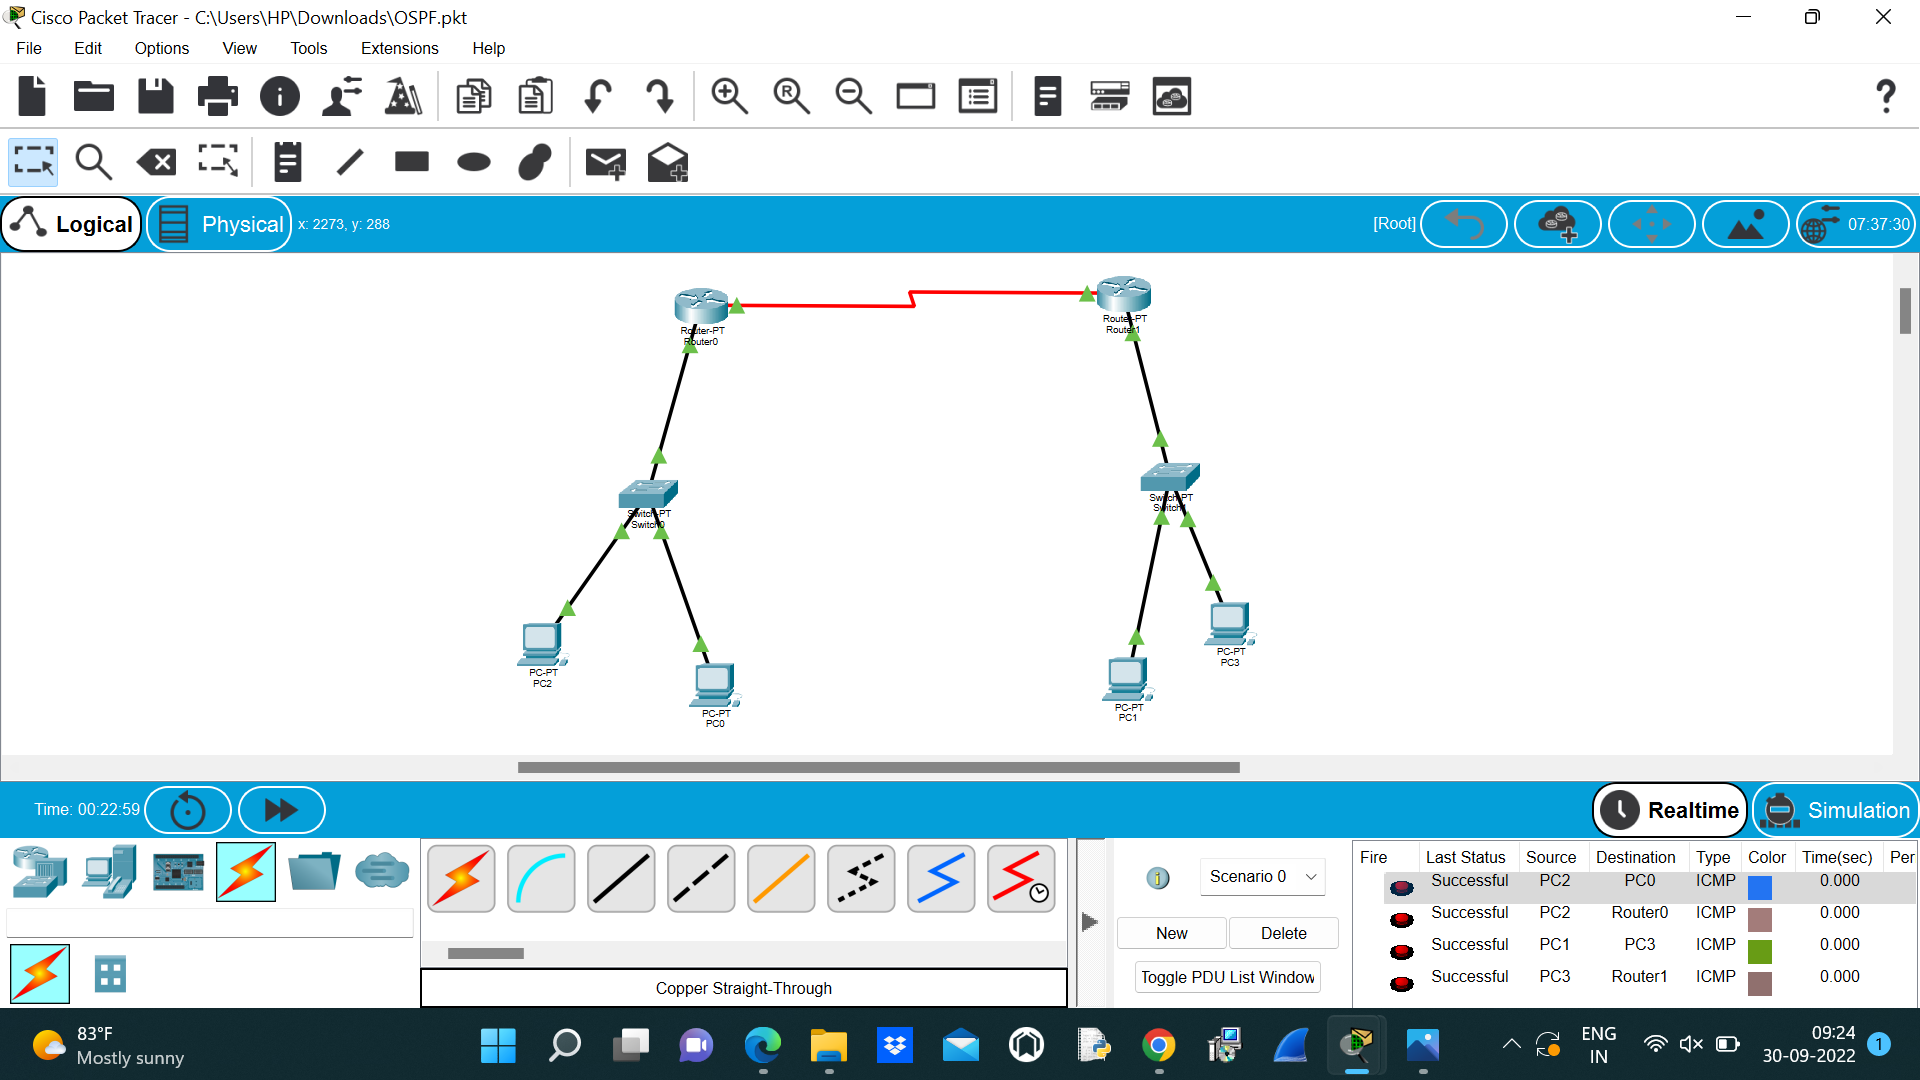 Cisco Packet Tracer - C:\Users\HP\Downloads\OSPF.pkt
File Edit Options View Tools Extensions Help
Logical Physical x: 2273, y: 288 [Root] 07:37:30
Router-PT
Router0
Router-PT
Router1
Switch-PT
Switch0
Switch-PT
Switch1
PC-PT
PC2
PC-PT
PC0
PC-PT
PC1
PC-PT
PC3
Time: 00:22:59 Realtime Simulation
Scenario 0
New Delete
Toggle PDU List Window
Copper Straight-Through
Fire Last Status Source Destination Type Color Time(sec) Per
Successful PC2 PC0 ICMP 0.000
Successful PC2 Router0 ICMP 0.000
Successful PC1 PC3 ICMP 0.000
Successful PC3 Router1 ICMP 0.000
83°F
Mostly sunny
ENG
IN
09:24
30-09-2022
1